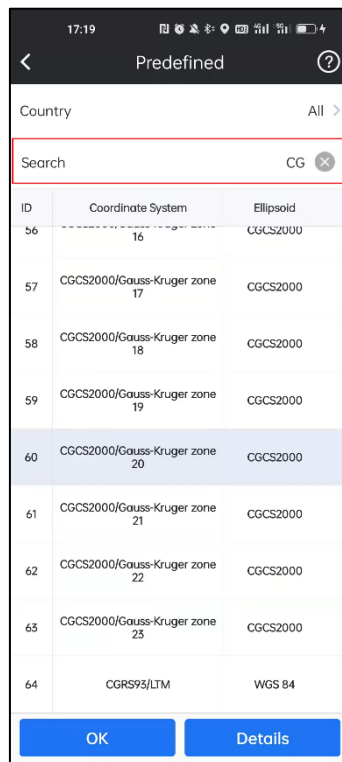 17:19
Predefined
Country All
Search CG
ID Coordinate System Ellipsoid
56 16 CGCS2000
57 CGCS2000/Gauss-Kruger zone 17 CGCS2000
58 CGCS2000/Gauss-Kruger zone 18 CGCS2000
59 CGCS2000/Gauss-Kruger zone 19 CGCS2000
60 CGCS2000/Gauss-Kruger zone 20 CGCS2000
61 CGCS2000/Gauss-Kruger zone 21 CGCS2000
62 CGCS2000/Gauss-Kruger zone 22 CGCS2000
63 CGCS2000/Gauss-Kruger zone 23 CGCS2000
64 CGRS93/LTM WGS 84
OK Details